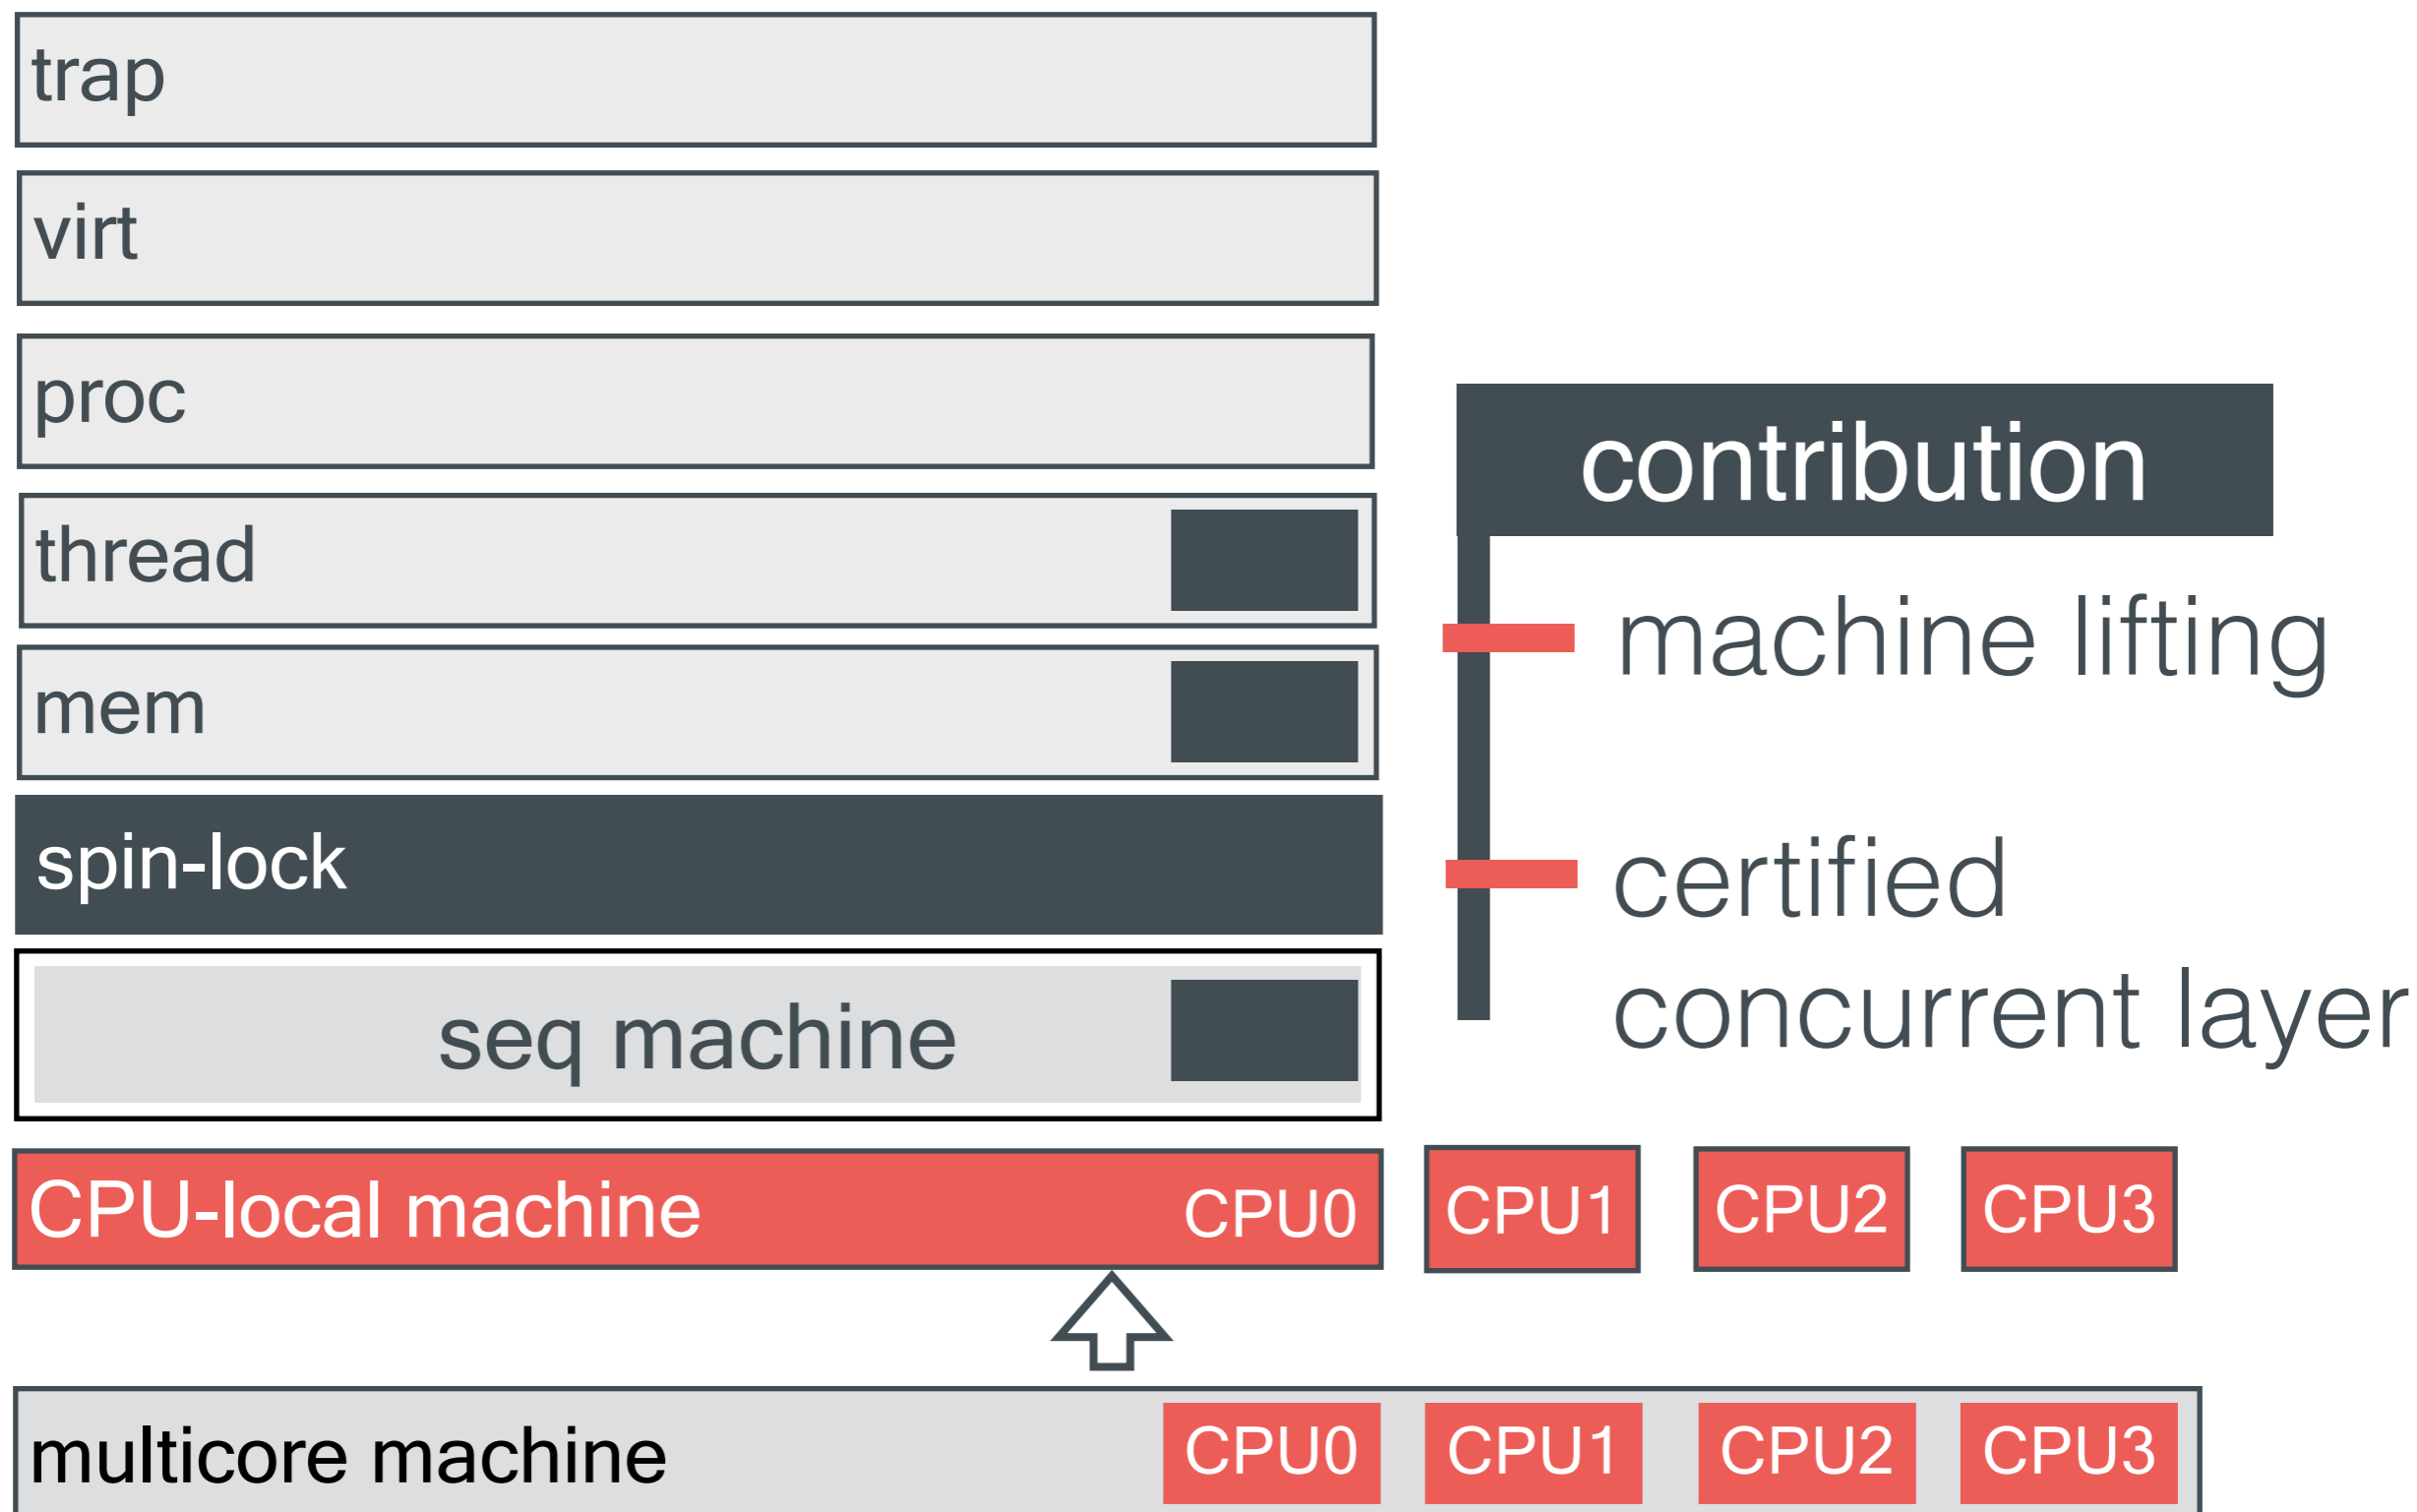 trap
virt
proc
thread
mem
spin-lock
seq machine
contribution
machine lifting
certified
concurrent layer
CPU-local machine CPU0 CPU1 CPU2 CPU3
multicore machine CPU0 CPU1 CPU2 CPU3